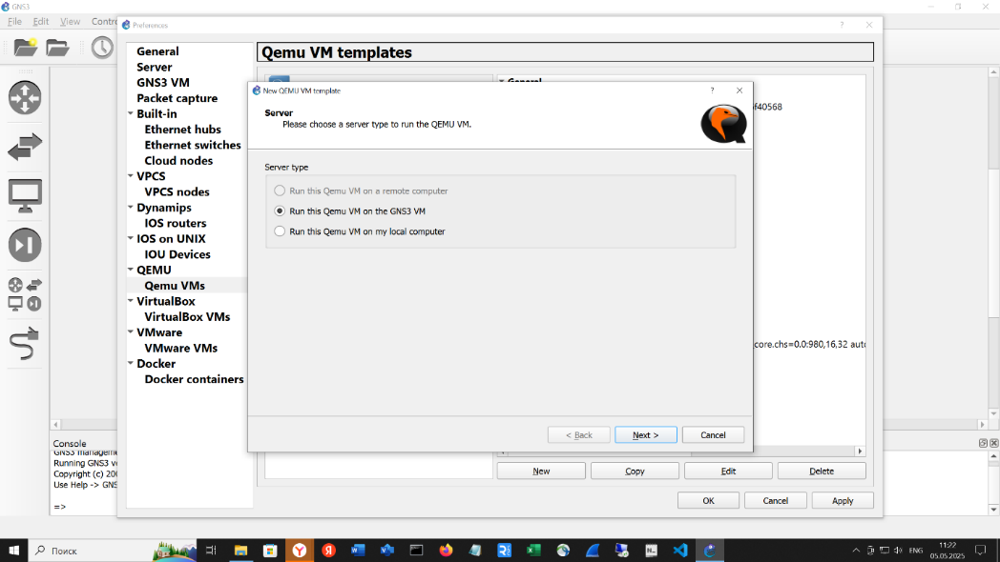 GNS3
File Edit View Contro
Preferences
General
Server
GNS3 VM
Packet capture
Built-in
Ethernet hubs
Ethernet switches
Cloud nodes
VPCS
VPCS nodes
Dynamips
IOS routers
IOS on UNIX
IOU Devices
QEMU
Qemu VMs
VirtualBox
VirtualBox VMs
VMware
VMware VMs
Docker
Docker containers
Qemu VM templates
General
f40568
core.chs=0.0:980,16,32 auto
New QEMU VM template
Server
Please choose a server type to run the QEMU VM.
Server type
Run this Qemu VM on a remote computer
Run this Qemu VM on the GNS3 VM
Run this Qemu VM on my local computer
< Back Next > Cancel
New Copy Edit Delete
OK Cancel Apply
Console
GNS3 manageme
Running GNS3 ve
Copyright (c) 200
Use Help -> GNS
=>
Поиск
ENG
11:22
05.05.2025